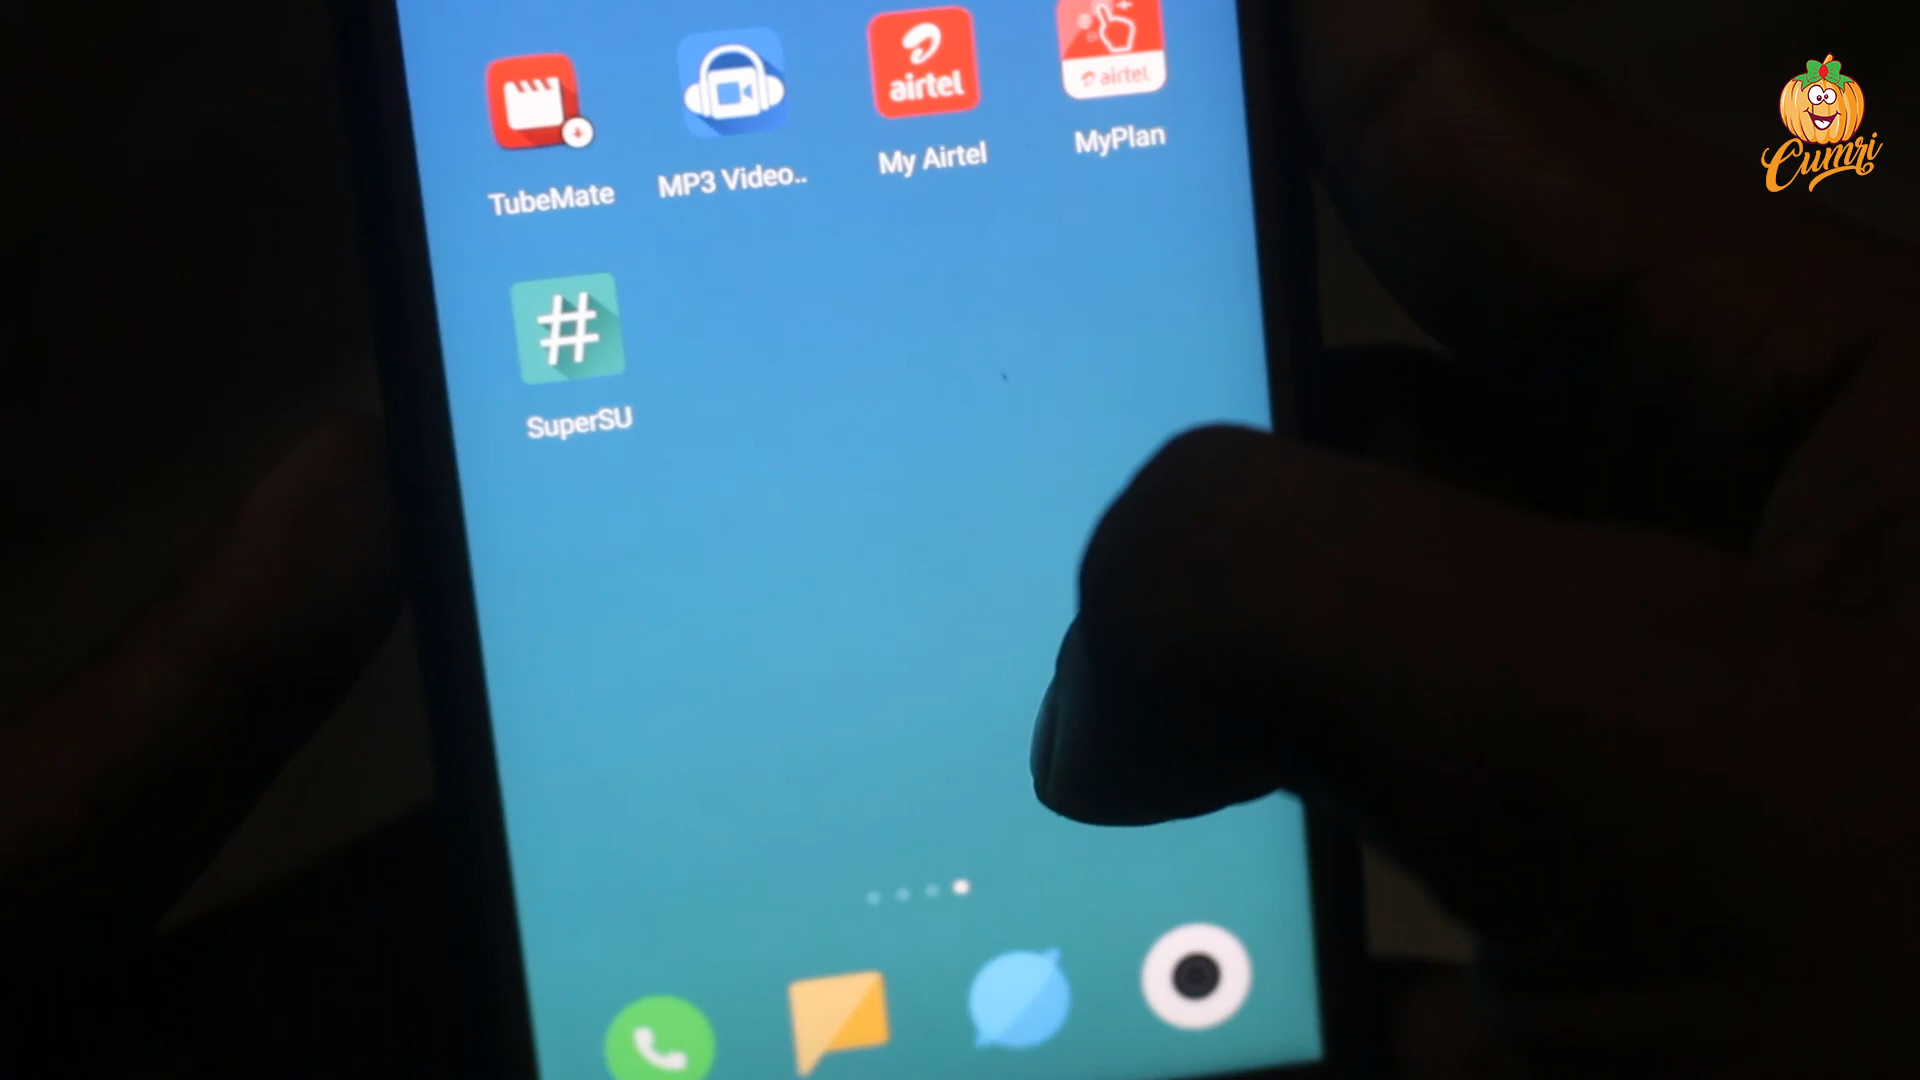 airtel
airtel
TubeMate
MP3 Video..
My Airtel
MyPlan
#
SuperSU
Cumri